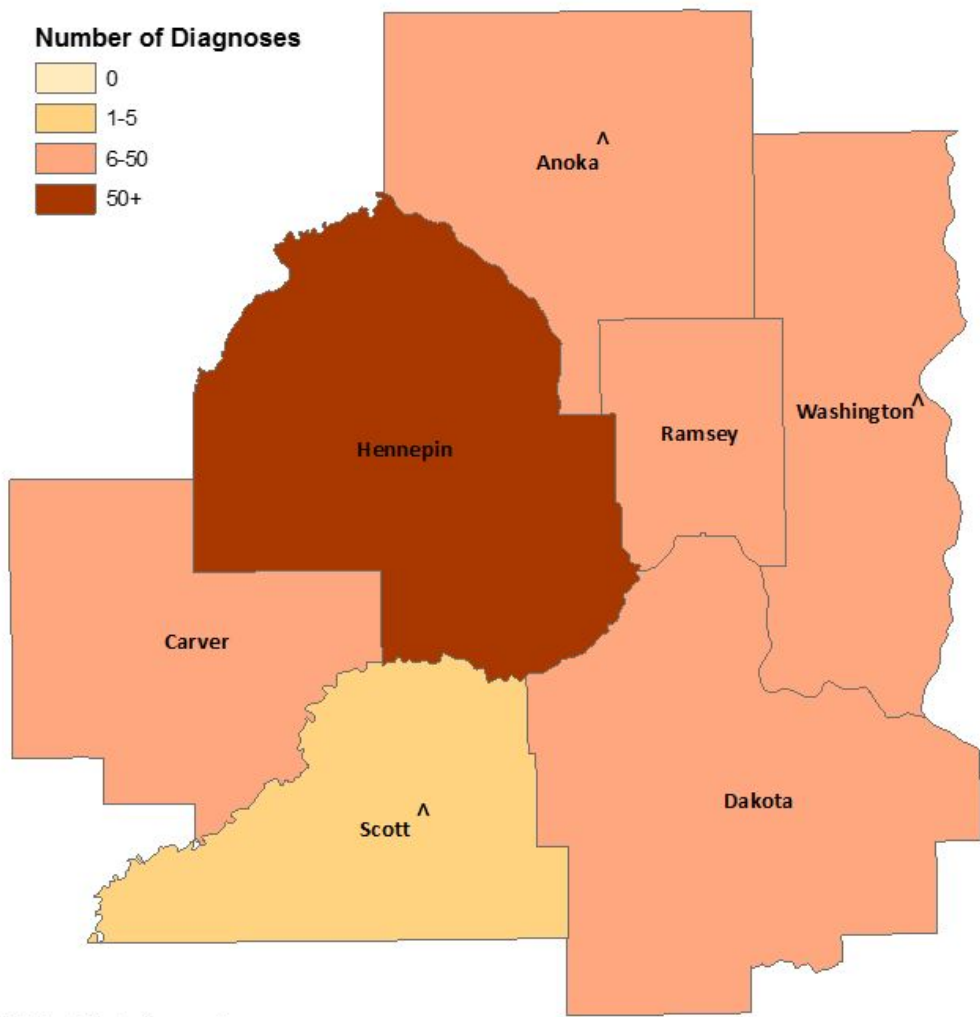 Number of Diagnoses
0
1-5
6-50
50+
^
Anoka
^
Washington
Ramsey
Hennepin
Carver
^
Scott
Dakota